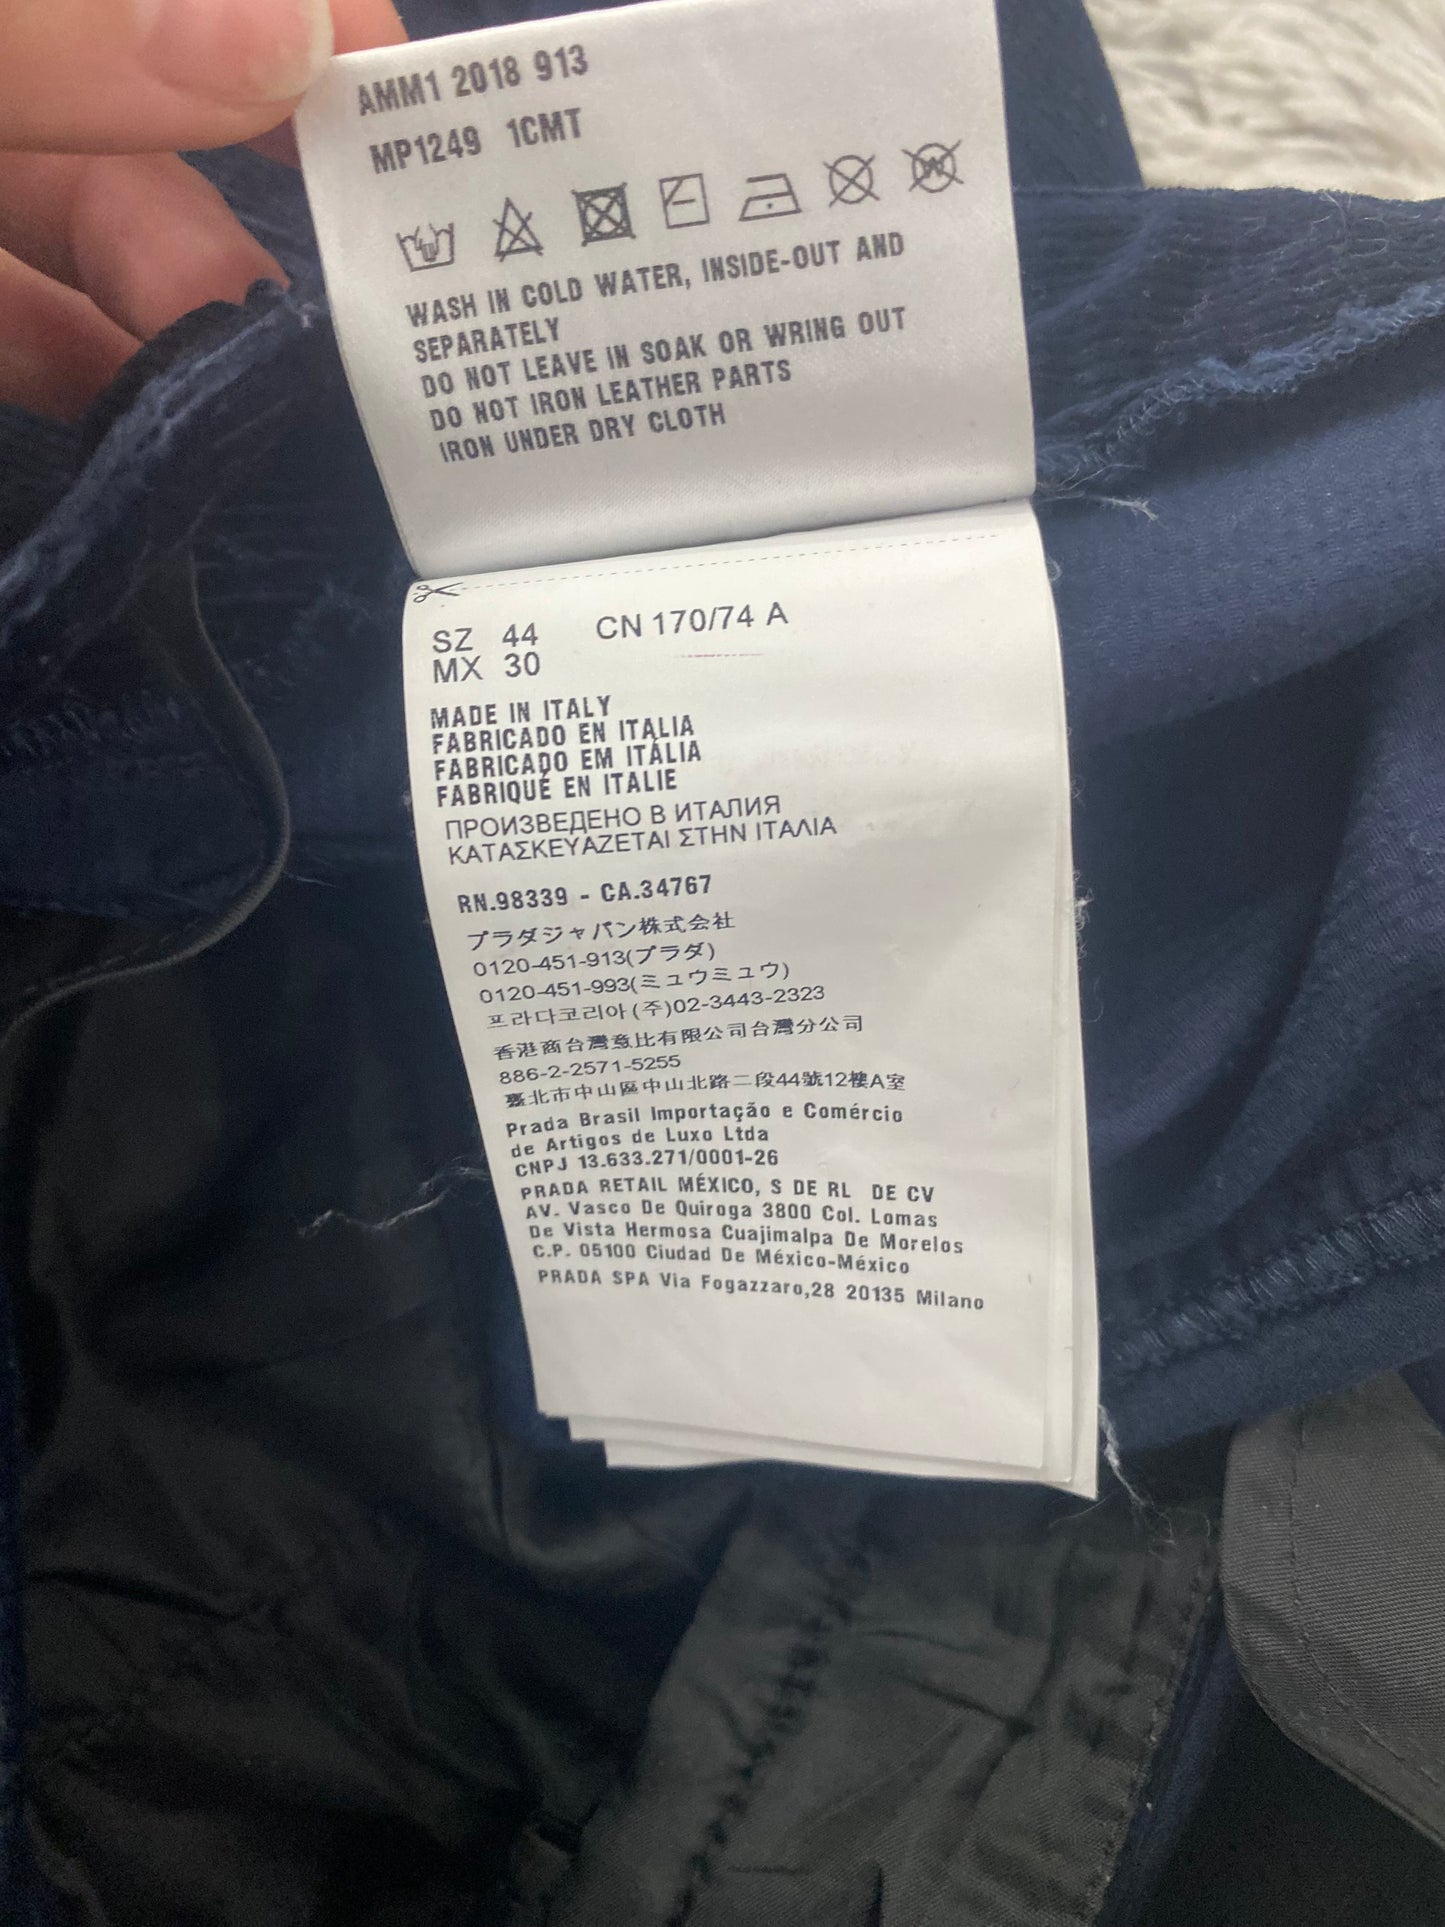 AMM1 2018 913
MP1249 1CMT
WASH IN COLD WATER, INSIDE-OUT AND
SEPARATELY
DO NOT LEAVE IN SOAK OR WRING OUT
DO NOT IRON LEATHER PARTS
IRON UNDER DRY CLOTH
SZ 44 CN 170/74 A
MX 30
MADE IN ITALY
FABRICADO EN ITALIA
FABRICADO EM ITÁLIA
FABRIQUÉ EN ITALIE
ПРОИЗВЕДЕНО В ИТАЛИЯ
ΚΑΤΑΣΚΕΥΑΖΕΤΑΙ ΣΤΗΝ ΙΤΑΛΙΑ
RN.98339 - CA.34767
プラダジャパン株式会社
0120-451-913(プラダ)
0120-451-993(ミュウミュウ)
프라다코리아(주)02-3443-2323
香港商台灣意比有限公司台灣分公司
886-2-2571-5255
臺北市中山區中山北路二段44號12樓A室
Prada Brasil Importação e Comércio
de Artigos de Luxo Ltda
CNPJ 13.633.271/0001-26
PRADA RETAIL MÉXICO, S DE RL DE CV
AV. Vasco De Quiroga 3800 Col. Lomas
De Vista Hermosa Cuajimalpa De Morelos
C.P. 05100 Ciudad De México-México
PRADA SPA Via Fogazzaro,28 20135 Milano